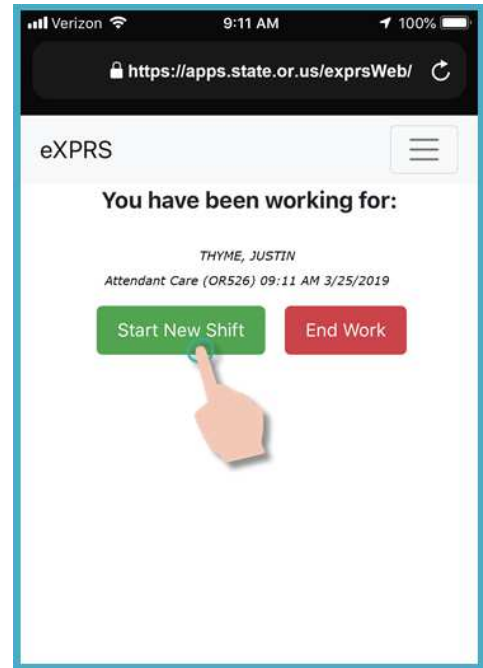 Verizon 9:11 AM 100%
https://apps.state.or.us/exprsWeb/
eXPRS
You have been working for:
THYME, JUSTIN
Attendant Care (OR526) 09:11 AM 3/25/2019
Start New Shift End Work